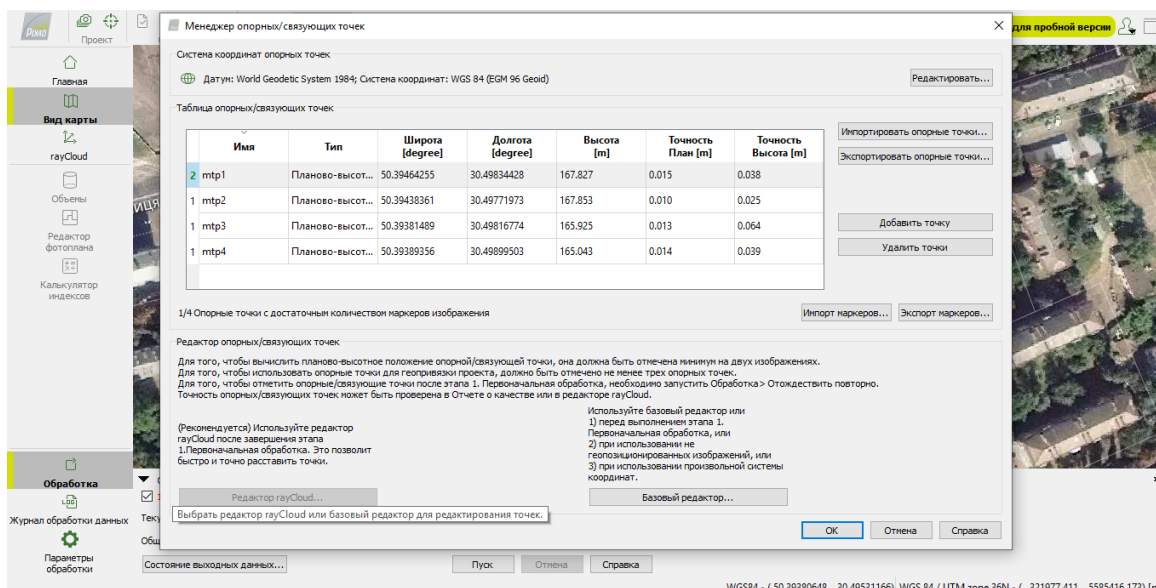 PIX4D
Проект
для пробной версии
Главная
Вид карты
rayCloud
Объемы
Редактор
фотоплана
Калькулятор
индексов
Обработка
Журнал обработки данных
Параметры
обработки
Менеджер опорных/связующих точек
Система координат опорных точек
Датум: World Geodetic System 1984; Система координат: WGS 84 (EGM 96 Geoid)
Редактировать...
Таблица опорных/связующих точек
Имя Тип Широта [degree] Долгота [degree] Высота [m] Точность План [m] Точность Высота [m]
2 mtp1 Планово-высот... 50.39464255 30.49834428 167.827 0.015 0.038
1 mtp2 Планово-высот... 50.39438361 30.49771973 167.853 0.010 0.025
1 mtp3 Планово-высот... 50.39381489 30.49816774 165.925 0.013 0.064
1 mtp4 Планово-высот... 50.39389356 30.49899503 165.043 0.014 0.039
Импортировать опорные точки...
Экспортировать опорные точки...
Добавить точку
Удалить точки
1/4 Опорные точки с достаточным количеством маркеров изображения
Импорт маркеров... Экспорт маркеров...
Редактор опорных/связующих точек
Для того, чтобы вычислить планово-высотное положение опорной/связующей точки, она должна быть отмечена минимум на двух изображениях.
Для того, чтобы использовать опорные точки для геопривязки проекта, должно быть отмечено не менее трех опорных точек.
Для того, чтобы отметить опорные/связующие точки после этапа 1. Первоначальная обработка, необходимо запустить Обработка> Отождествить повторно.
Точность опорных/связующих точек может быть проверена в Отчете о качестве или в редакторе rayCloud.
(Рекомендуется) Используйте редактор
rayCloud после завершения этапа
1.Первоначальная обработка. Это позволит
быстро и точно расставить точки.
Используйте базовый редактор или
1) перед выполнением этапа 1.
Первоначальная обработка, или
2) при использовании не
геопозиционированных изображений, или
3) при использовании произвольной системы
координат.
Редактор rayCloud...
Базовый редактор...
Выбрать редактор rayCloud или базовый редактор для редактирования точек.
OK Отмена Справка
Теку
Общ
Состояние выходных данных...
Пуск Отмена Справка